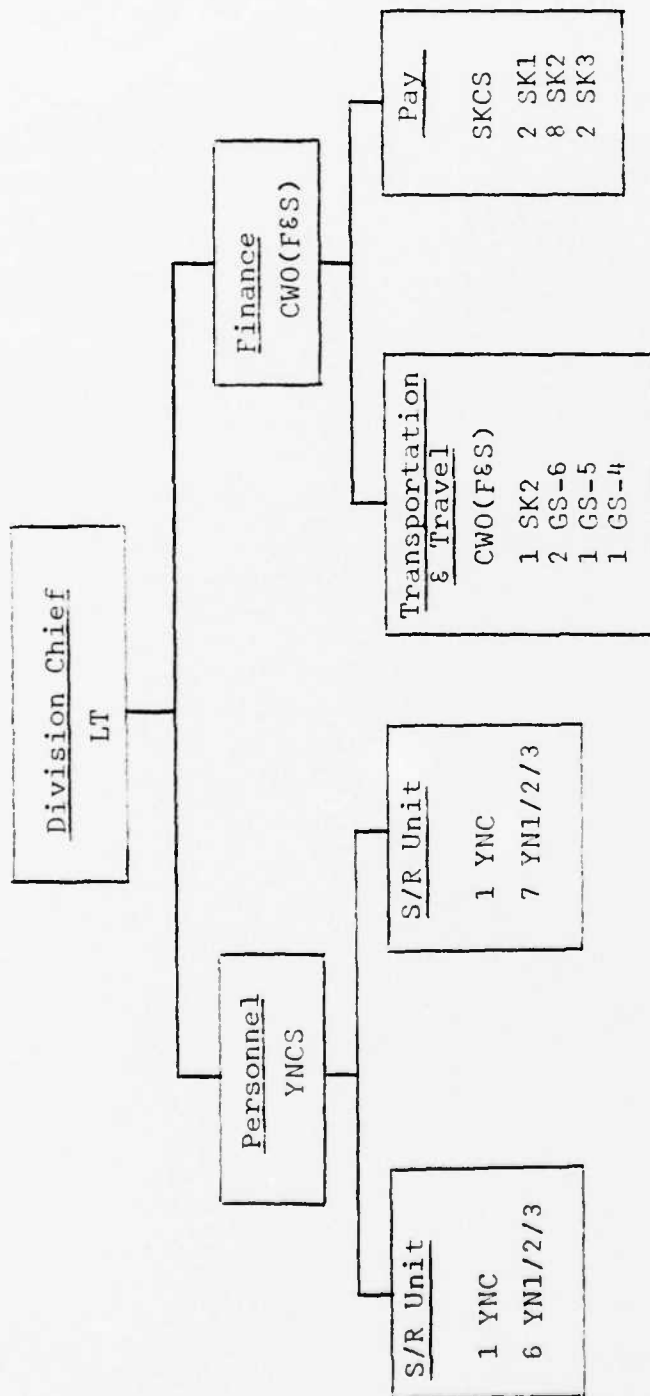 Division Chief
LT
Personnel
YNCS
Finance
CWO(F&S)
S/R Unit
1 YNC
6 YN1/2/3
S/R Unit
1 YNC
7 YN1/2/3
Transportation
& Travel
CWO(F&S)
1 SK2
2 GS-6
1 GS-5
1 GS-4
Pay
SKCS
2 SK1
8 SK2
2 SK3